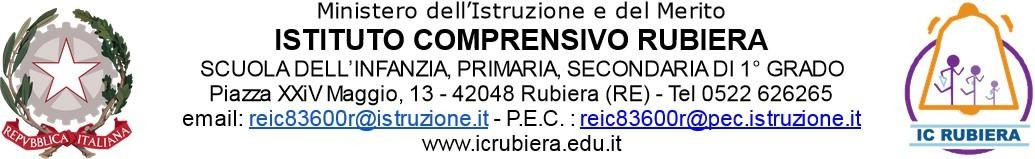 Ministero dell'Istruzione e del Merito
ISTITUTO COMPRENSIVO RUBIERA
SCUOLA DELL'INFANZIA, PRIMARIA, SECONDARIA DI 1° GRADO
Piazza XXiV Maggio, 13 - 42048 Rubiera (RE) - Tel 0522 626265
email: reic83600r@istruzione.it - P.E.C. : reic83600r@pec.istruzione.it
www.icrubiera.edu.it
REPVBBLICA ITALIANA
IC RUBIERA